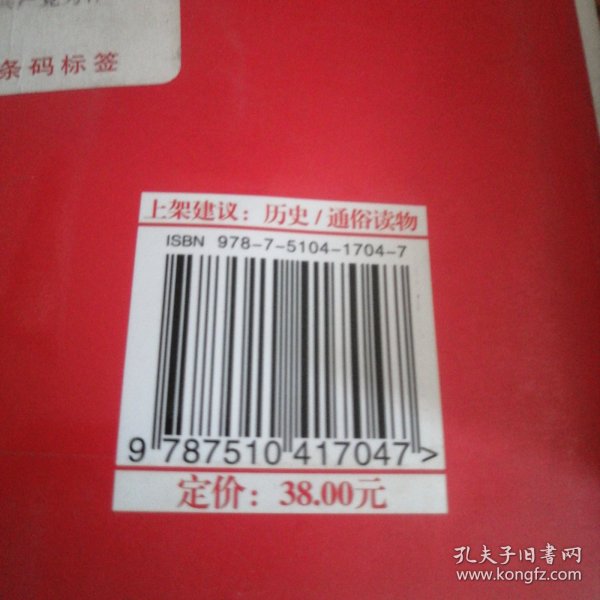 条码标签
上架建议：历史/通俗读物
ISBN 978-7-5104-1704-7
9 787510 417047>
定价：38.00元
孔夫子旧书网
www.kongfz.com